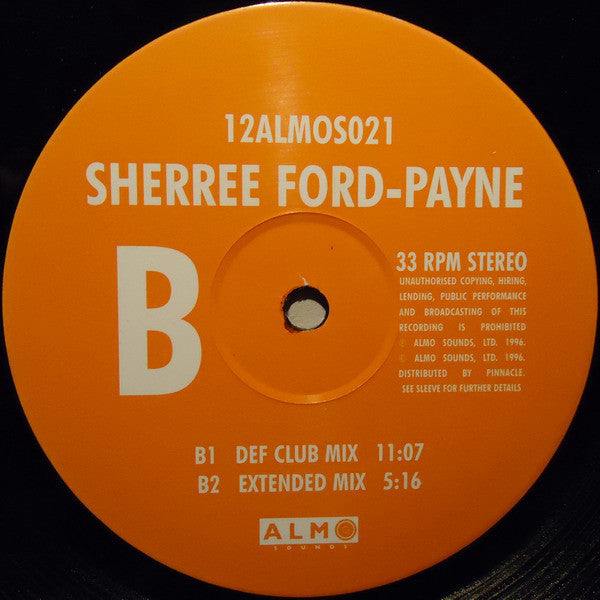 12ALMOS021
SHERREE FORD-PAYNE
B
33 RPM STEREO
UNAUTHORISED COPYING, HIRING,
LENDING, PUBLIC PERFORMANCE
AND BROADCASTING OF THIS
RECORDING IS PROHIBITED
℗ ALMO SOUNDS, LTD. 1996.
© ALMO SOUNDS, LTD. 1996.
DISTRIBUTED BY PINNACLE.
SEE SLEEVE FOR FURTHER DETAILS
B1 DEF CLUB MIX 11:07
B2 EXTENDED MIX 5:16
ALMO
SOUNDS